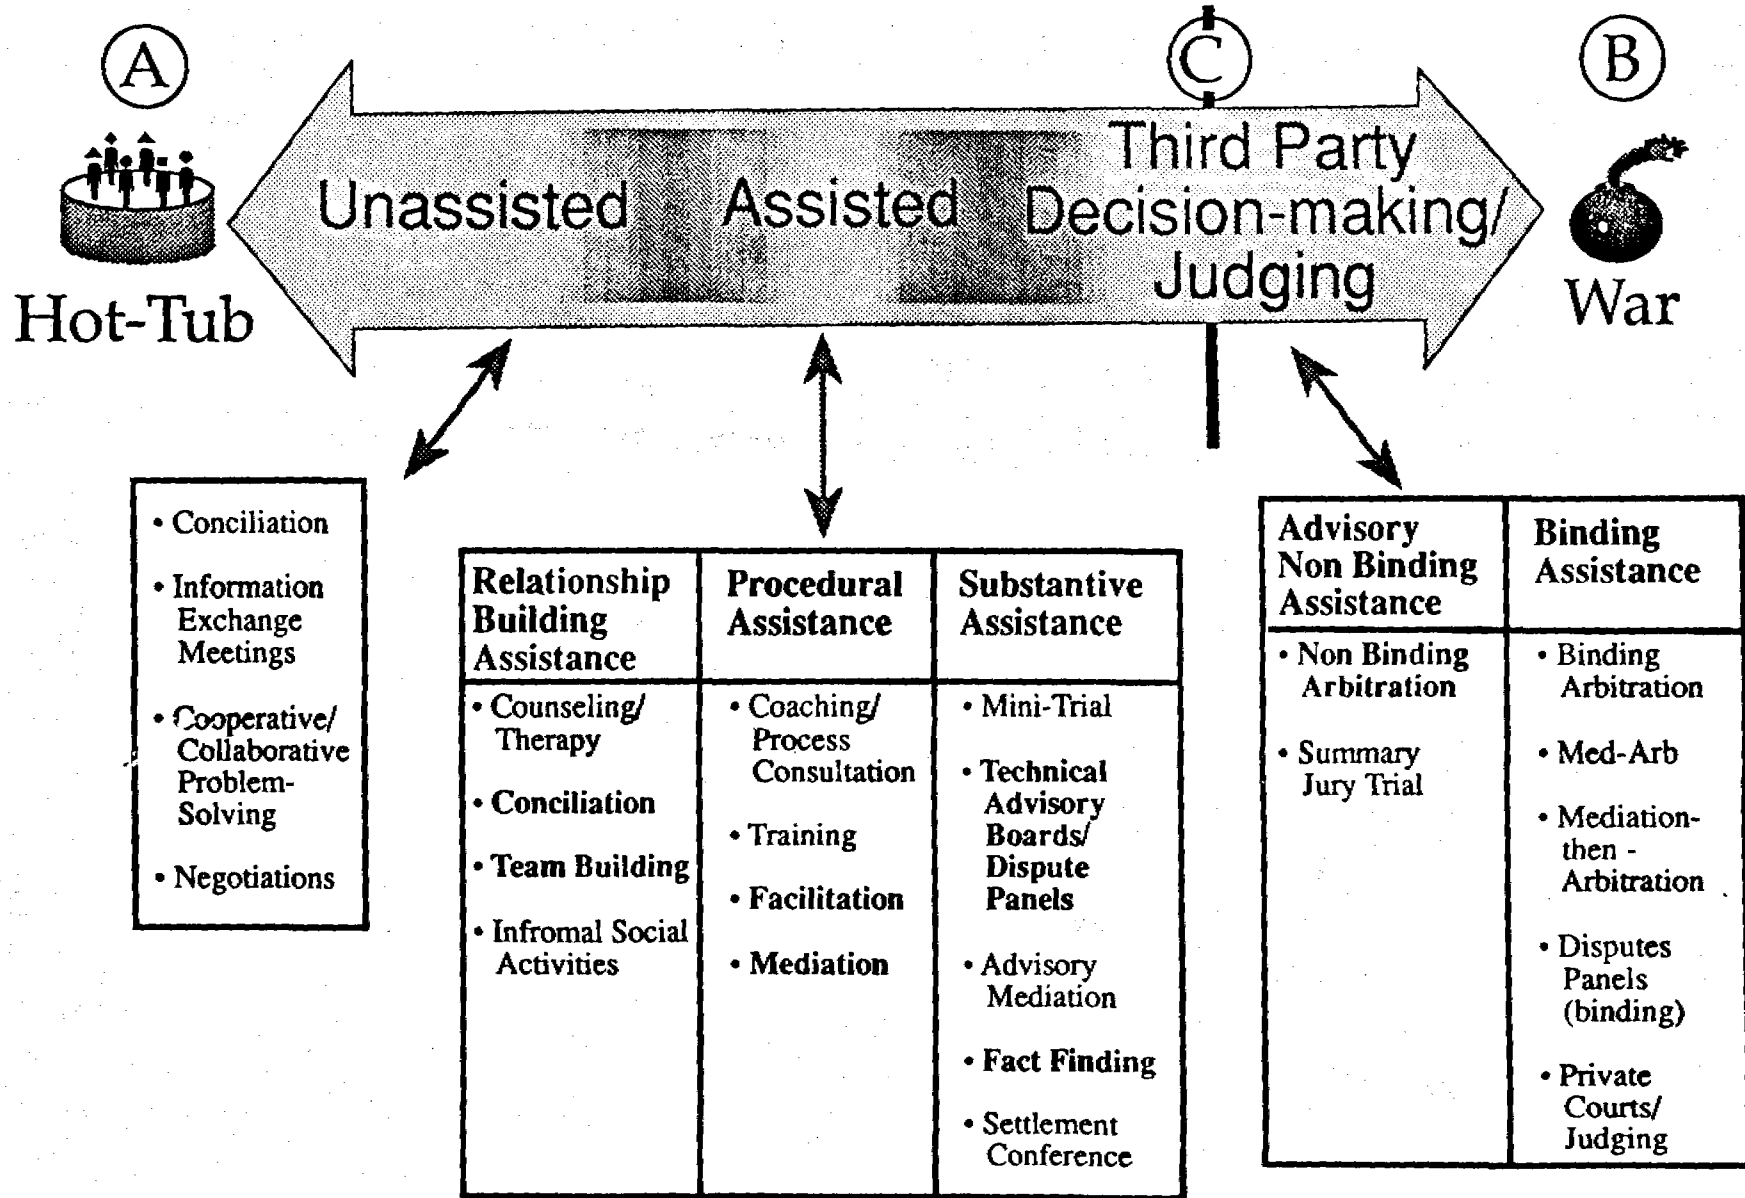 A
C
B
Unassisted
Assisted
Third Party
Decision-making/
Judging
Hot-Tub
War
• Conciliation
• Information
Exchange
Meetings
• Cooperative/
Collaborative
Problem-
Solving
• Negotiations
Relationship
Building
Assistance
• Counseling/
Therapy
• Conciliation
• Team Building
• Infromal Social
Activities
Procedural
Assistance
• Coaching/
Process
Consultation
• Training
• Facilitation
• Mediation
Substantive
Assistance
• Mini-Trial
• Technical
Advisory
Boards/
Dispute
Panels
• Advisory
Mediation
• Fact Finding
• Settlement
Conference
Advisory
Non Binding
Assistance
• Non Binding
Arbitration
• Summary
Jury Trial
Binding
Assistance
• Binding
Arbitration
• Med-Arb
• Mediation-
then -
Arbitration
• Disputes
Panels
(binding)
• Private
Courts/
Judging